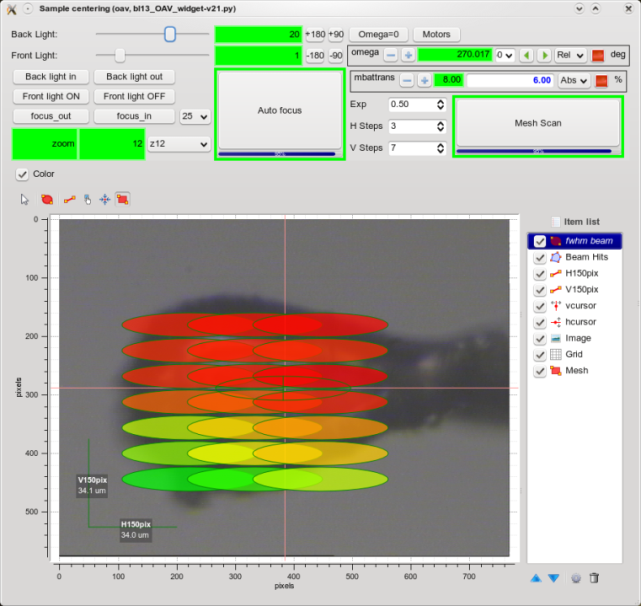 Sample centering (oav, bl13_OAV_widget-v21.py)
Back Light: 20 +180 +90 Omega=0 Motors
Front Light: 1 -180 -90 omega 270.017 Rel deg
Back light in Back light out
Front light ON Front light OFF
focus_out focus_in 25
zoom 12 z12
Auto focus
mbattrans 8.00 6.00 Abs %
Exp 0.50
H Steps 3
V Steps 7
Mesh Scan
Color
0 100 200 300 400 500
pixels
V150pix
34.1 um
H150pix
34.0 um
0 100 200 300 400 500 600 700
pixels
Item list
fwhm beam
Beam Hits
H150pix
V150pix
vcursor
hcursor
Image
Grid
Mesh